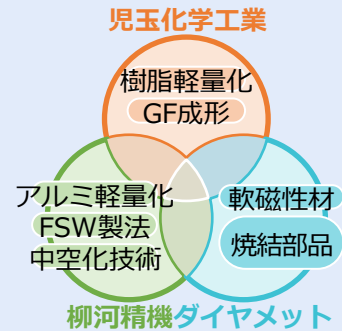 児玉化学工業
樹脂軽量化
GF成形
アルミ軽量化
FSW製法
中空化技術
軟磁性材
焼結部品
柳河精機
ダイヤメット